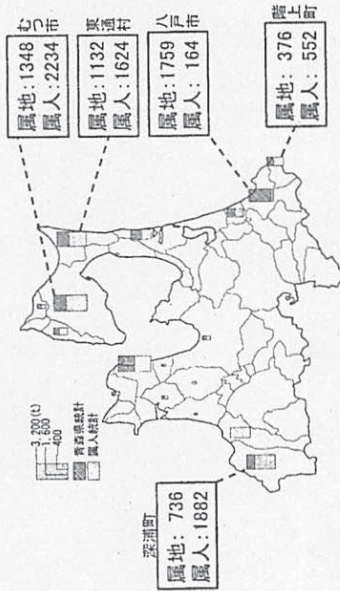 むつ市
属地:1348
属人:2234
東通村
属地:1132
属人:1624
八戸市
属地:1759
属人: 164
階上町
属地: 376
属人: 552
3,200(t)
1,600
400
青森県統計
属人統計
深浦町
属地: 736
属人:1882